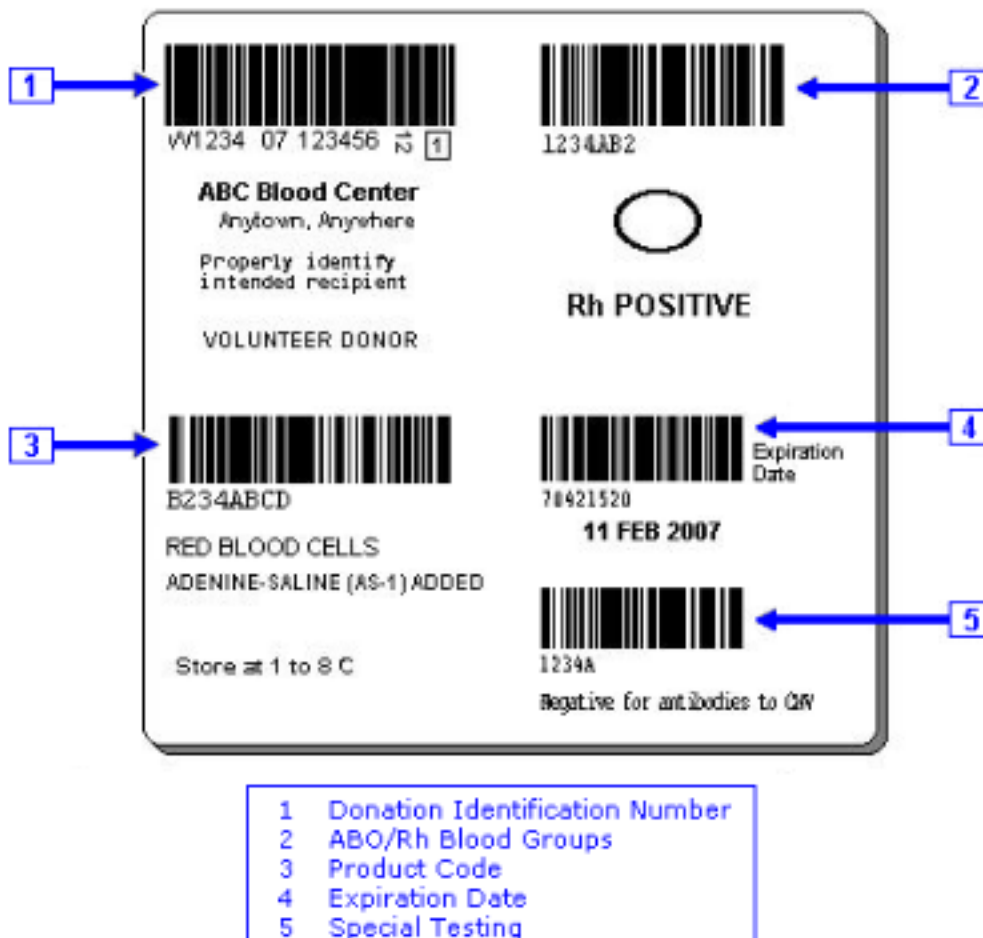 1
2
W1234 07 123456 12 1
1234AB2
ABC Blood Center
Anytown, Anywhere
Properly identify
intended recipient
VOLUNTEER DONOR
O
Rh POSITIVE
3
4
Expiration
Date
B234ABCD
70421520
11 FEB 2007
RED BLOOD CELLS
ADENINE-SALINE (AS-1) ADDED
5
Store at 1 to 8 C
1234A
Negative for antibodies to CMV
1 Donation Identification Number
2 ABO/Rh Blood Groups
3 Product Code
4 Expiration Date
5 Special Testing